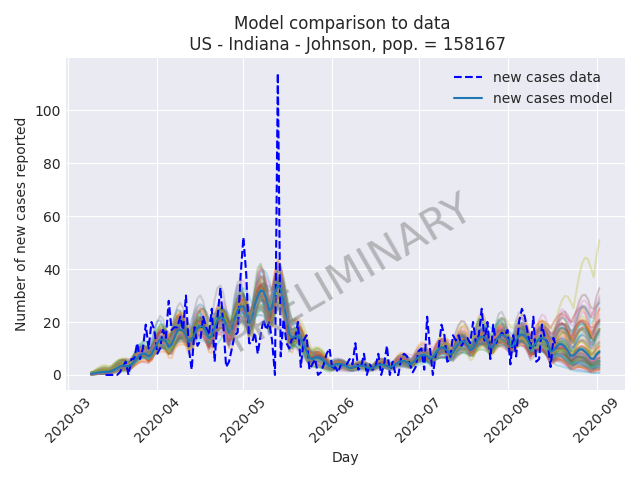 Model comparison to data
US - Indiana - Johnson, pop. = 158167
new cases data
new cases model
Number of new cases reported
100
80
60
40
20
0
PRELIMINARY
2020-03
2020-04
2020-05
2020-06
2020-07
2020-08
2020-09
Day